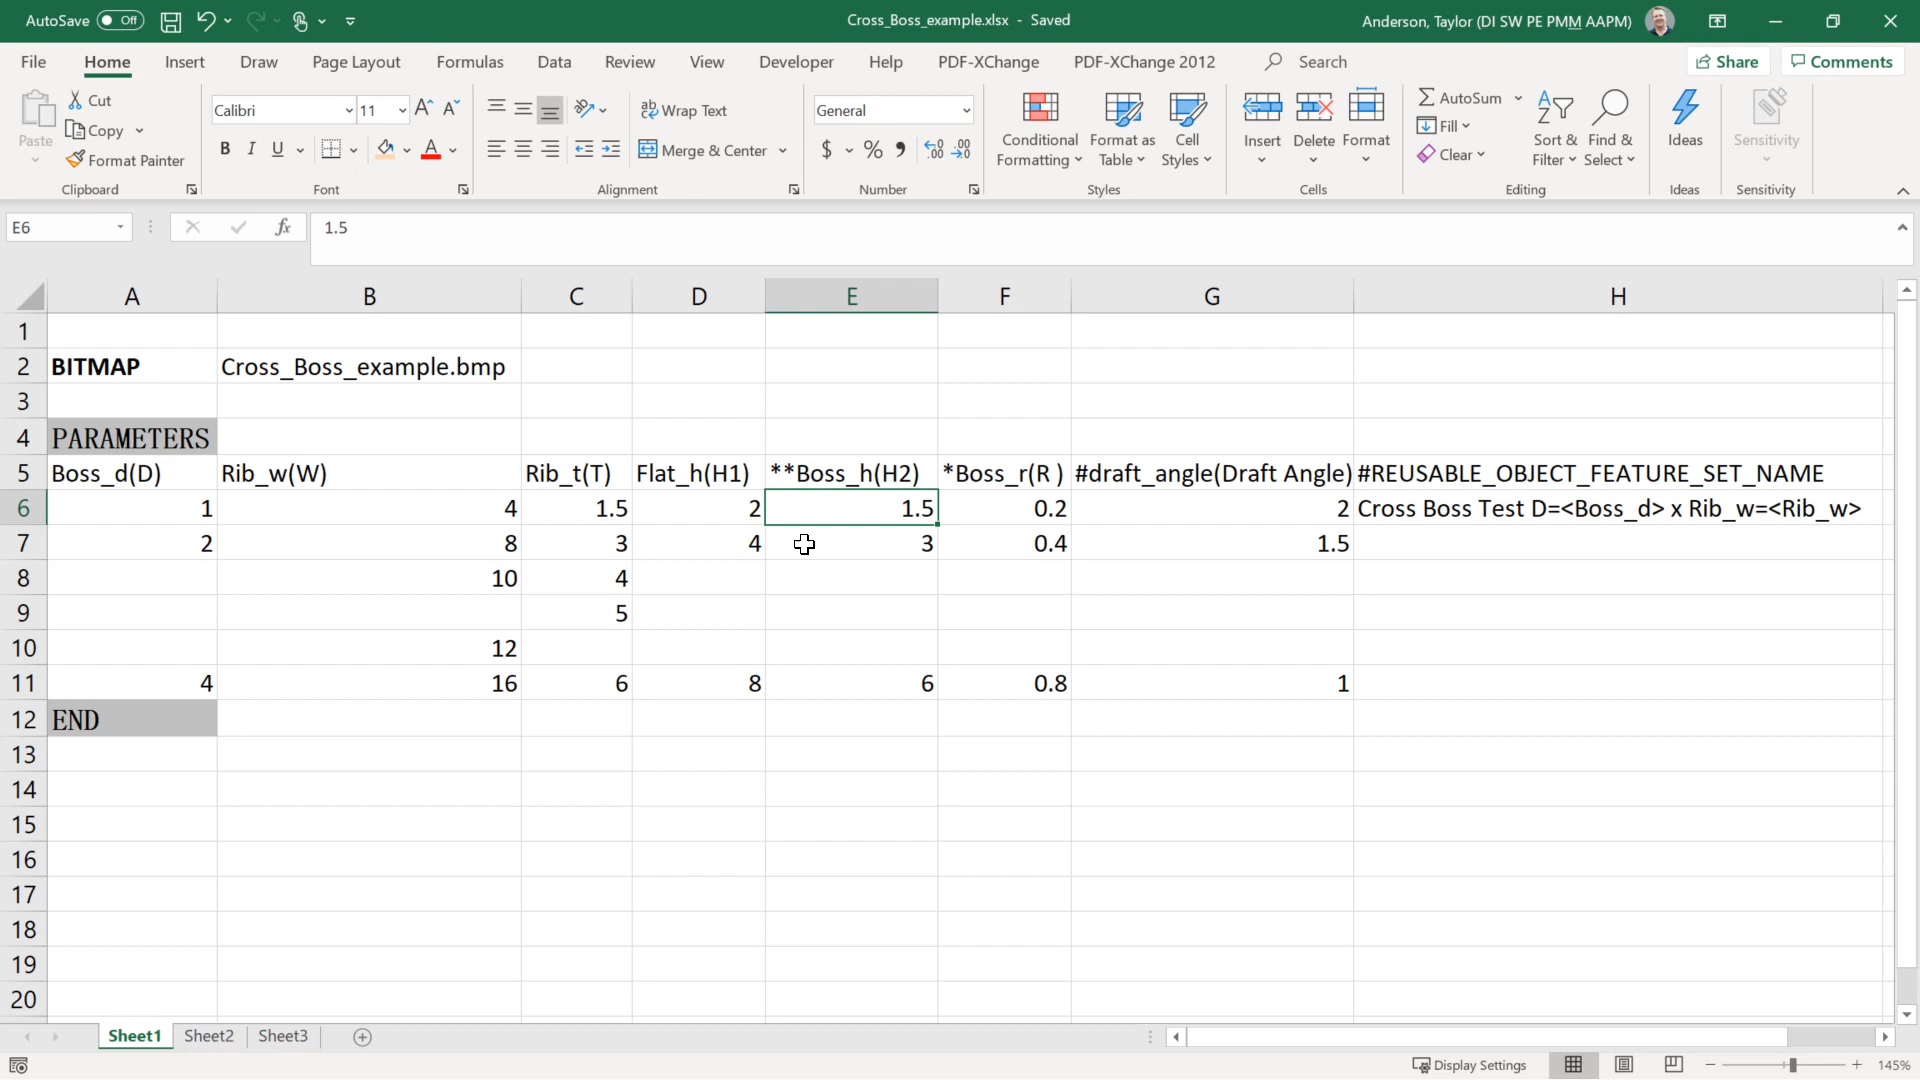 AutoSave Off Cross_Boss_example.xlsx - Saved Anderson, Taylor (DI SW PE PMM AAPM)
File Home Insert Draw Page Layout Formulas Data Review View Developer Help PDF-XChange PDF-XChange 2012 Search Share Comments
Paste
Cut
Copy
Format Painter
Clipboard
Calibri 11
B I U
Font
Wrap Text
Merge & Center
Alignment
General
$ % 9
Number
Conditional Formatting
Format as Table
Cell Styles
Styles
Insert Delete Format
Cells
AutoSum
Fill
Clear
Sort & Filter
Find & Select
Editing
Ideas
Ideas
Sensitivity
Sensitivity
E6 fx 1.5
A B C D E F G H
1
2 BITMAP Cross_Boss_example.bmp
3
4 PARAMETERS
5 Boss_d(D) Rib_w(W) Rib_t(T) Flat_h(H1) **Boss_h(H2) *Boss_r(R ) #draft_angle(Draft Angle) #REUSABLE_OBJECT_FEATURE_SET_NAME
6 1 4 1.5 2 1.5 0.2 2 Cross Boss Test D=<Boss_d> x Rib_w=<Rib_w>
7 2 8 3 4 3 0.4 1.5
8 10 4
9 5
10 12
11 4 16 6 8 6 0.8 1
12 END
13
14
15
16
17
18
19
20
Sheet1 Sheet2 Sheet3
Display Settings 145%